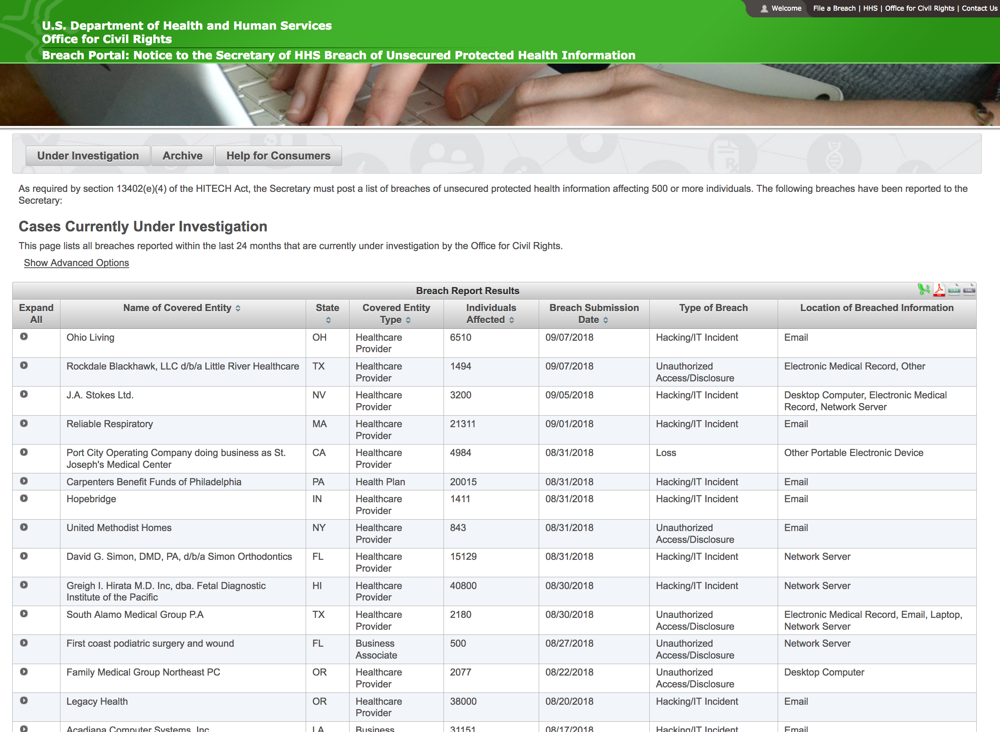 Welcome File a Breach | HHS | Office for Civil Rights | Contact Us
U.S. Department of Health and Human Services
Office for Civil Rights
Breach Portal: Notice to the Secretary of HHS Breach of Unsecured Protected Health Information
Under Investigation Archive Help for Consumers
As required by section 13402(e)(4) of the HITECH Act, the Secretary must post a list of breaches of unsecured protected health information affecting 500 or more individuals. The following breaches have been reported to the
Secretary:
Cases Currently Under Investigation
This page lists all breaches reported within the last 24 months that are currently under investigation by the Office for Civil Rights.
Show Advanced Options
Breach Report Results PDF CSV XML
Expand Name of Covered Entity State Covered Entity Individuals Breach Submission Type of Breach Location of Breached Information
All Type Affected Date
Ohio Living OH Healthcare 6510 09/07/2018 Hacking/IT Incident Email
Provider
Rockdale Blackhawk, LLC d/b/a Little River Healthcare TX Healthcare 1494 09/07/2018 Unauthorized Electronic Medical Record, Other
Provider Access/Disclosure
J.A. Stokes Ltd. NV Healthcare 3200 09/05/2018 Hacking/IT Incident Desktop Computer, Electronic Medical
Provider Record, Network Server
Reliable Respiratory MA Healthcare 21311 09/01/2018 Hacking/IT Incident Email
Provider
Port City Operating Company doing business as St. CA Healthcare 4984 08/31/2018 Loss Other Portable Electronic Device
Joseph's Medical Center Provider
Carpenters Benefit Funds of Philadelphia PA Health Plan 20015 08/31/2018 Hacking/IT Incident Email
Hopebridge IN Healthcare 1411 08/31/2018 Hacking/IT Incident Email
Provider
United Methodist Homes NY Healthcare 843 08/31/2018 Unauthorized Email
Provider Access/Disclosure
David G. Simon, DMD, PA, d/b/a Simon Orthodontics FL Healthcare 15129 08/31/2018 Hacking/IT Incident Network Server
Provider
Greigh I. Hirata M.D. Inc, dba. Fetal Diagnostic HI Healthcare 40800 08/30/2018 Hacking/IT Incident Network Server
Institute of the Pacific Provider
South Alamo Medical Group P.A TX Healthcare 2180 08/30/2018 Unauthorized Electronic Medical Record, Email, Laptop,
Provider Access/Disclosure Network Server
First coast podiatric surgery and wound FL Business 500 08/27/2018 Unauthorized Network Server
Associate Access/Disclosure
Family Medical Group Northeast PC OR Healthcare 2077 08/22/2018 Unauthorized Desktop Computer
Provider Access/Disclosure
Legacy Health OR Healthcare 38000 08/20/2018 Hacking/IT Incident Email
Provider
Acadiana Computer Systems, Inc. LA Business 31151 08/17/2018 Hacking/IT Incident Email